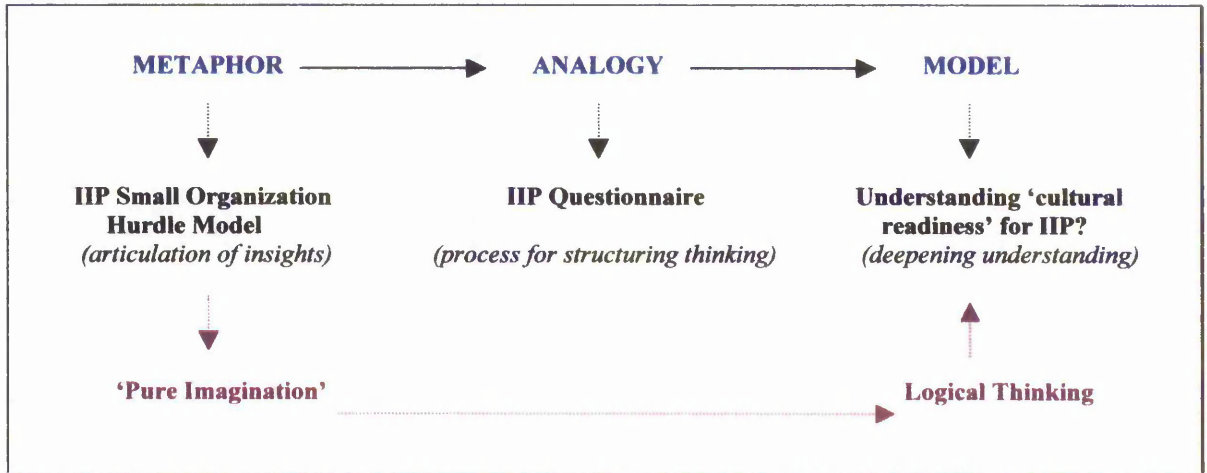 METAPHOR ANALOGY MODEL
IIP Small Organization IIP Questionnaire Understanding ‘cultural
Hurdle Model readiness’ for IIP?
(articulation of insights) (process for structuring thinking) (deepening understanding)
‘Pure Imagination’ Logical Thinking